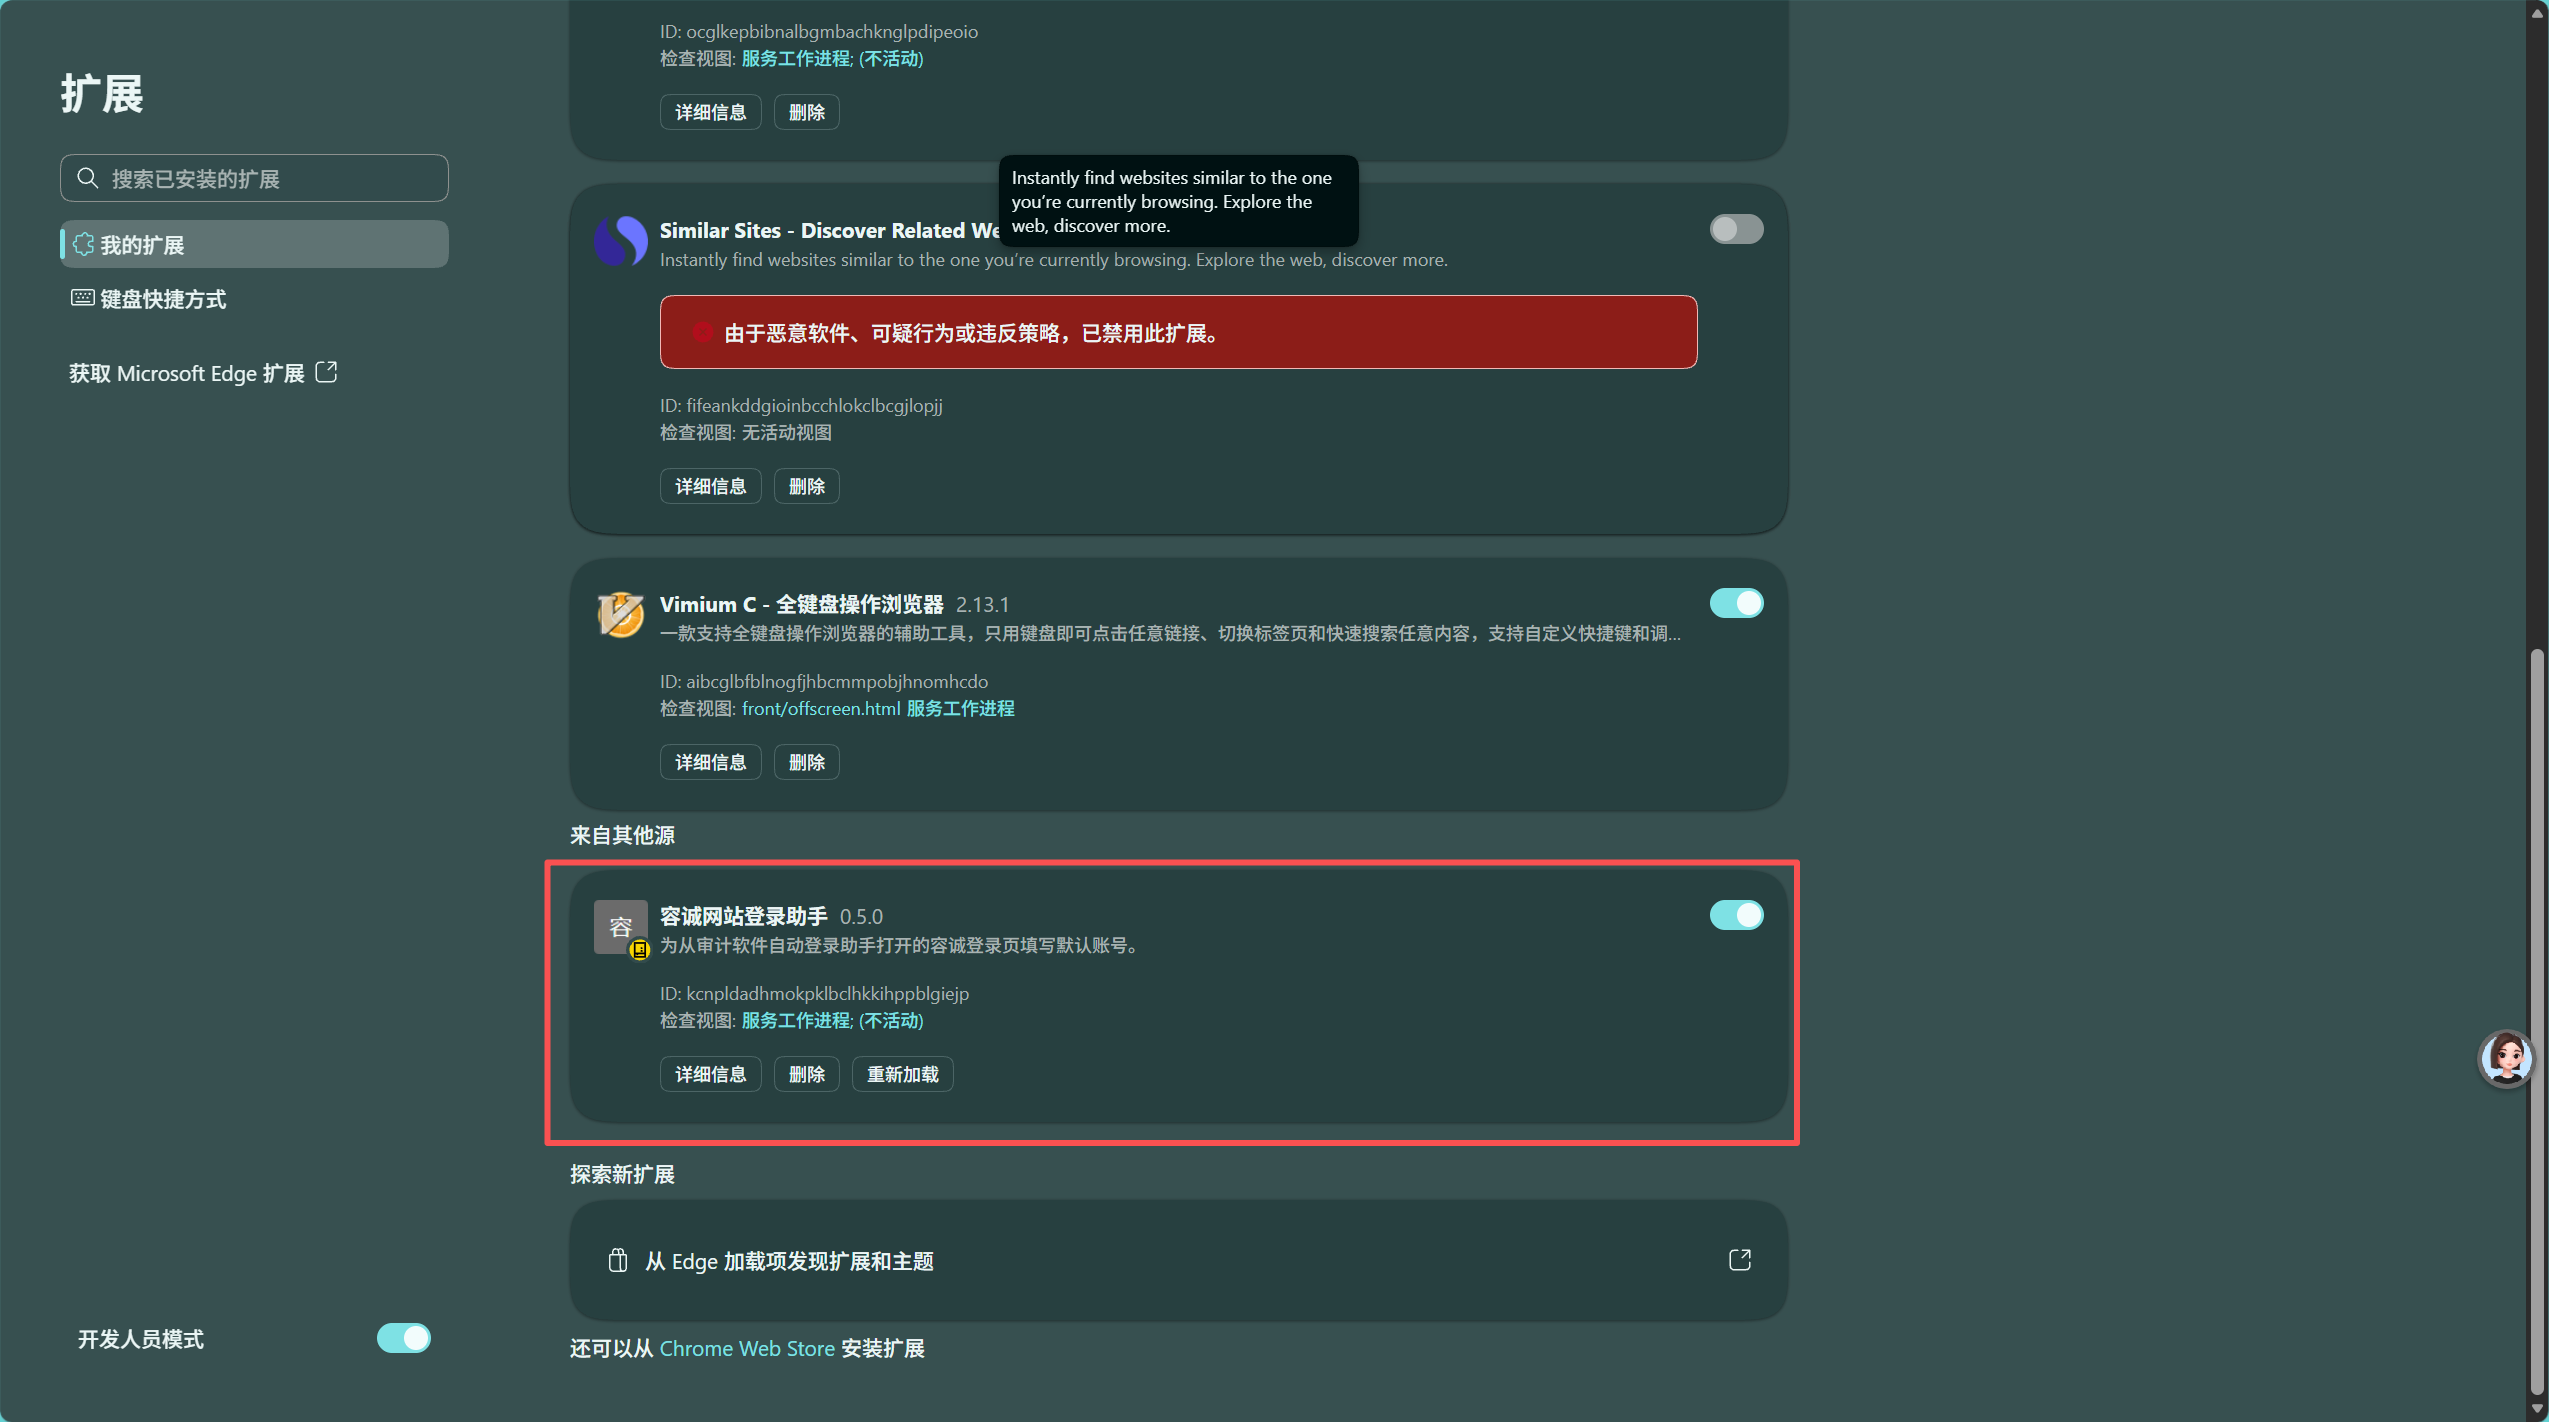 扩展
搜索已安装的扩展
我的扩展
键盘快捷方式
获取 Microsoft Edge 扩展
开发人员模式
ID: ocglkepbibnalbgmbachknglpdipeoio
检查视图: 服务工作进程; (不活动)
详细信息 删除
Instantly find websites similar to the one
you're currently browsing. Explore the
web, discover more.
Similar Sites - Discover Related We
Instantly find websites similar to the one you're currently browsing. Explore the web, discover more.
由于恶意软件、可疑行为或违反策略，已禁用此扩展。
ID: fifeankddgioinbcchlokclbcgjlopjj
检查视图: 无活动视图
详细信息 删除
Vimium C - 全键盘操作浏览器 2.13.1
一款支持全键盘操作浏览器的辅助工具，只用键盘即可点击任意链接、切换标签页和快速搜索任意内容，支持自定义快捷键和调...
ID: aibcglbfblnogfjhbcmmpobjhnomhcdo
检查视图: front/offscreen.html 服务工作进程
详细信息 删除
来自其他源
容
容诚网站登录助手 0.5.0
为从审计软件自动登录助手打开的容诚登录页填写默认账号。
ID: kcnpldadhmokpklbclhkkihppblgiejp
检查视图: 服务工作进程; (不活动)
详细信息 删除 重新加载
探索新扩展
从 Edge 加载项发现扩展和主题
还可以从 Chrome Web Store 安装扩展